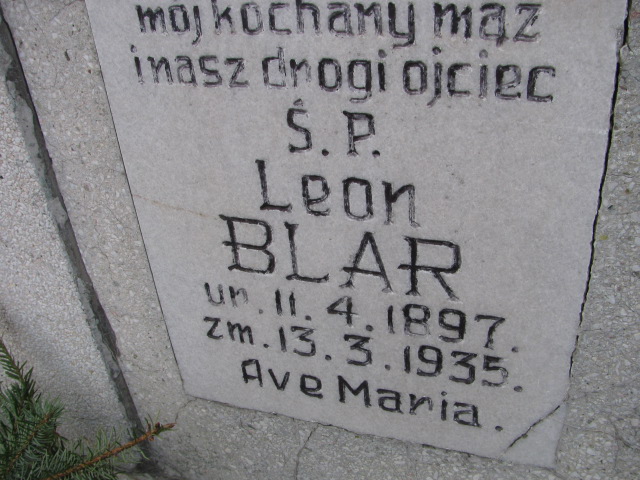 mój kochany mąż
i nasz drogi ojciec
Ś. P.
Leon
BLAR
ur. 11. 4. 1897.
zm. 13. 3. 1935.
Ave Maria.